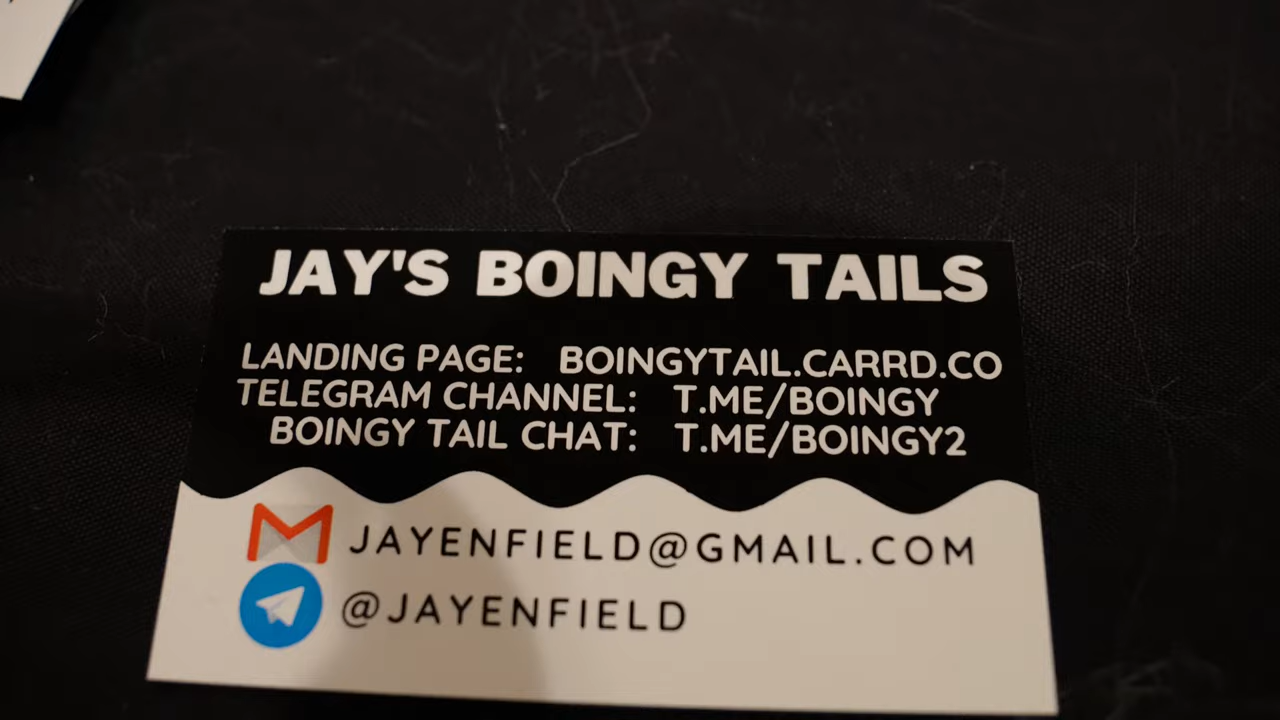 JAY'S BOINGY TAILS
LANDING PAGE: BOINGYTAIL.CARRD.CO
TELEGRAM CHANNEL: T.ME/BOINGY
BOINGY TAIL CHAT: T.ME/BOINGY2
JAYENFIELD@GMAIL.COM
@JAYENFIELD